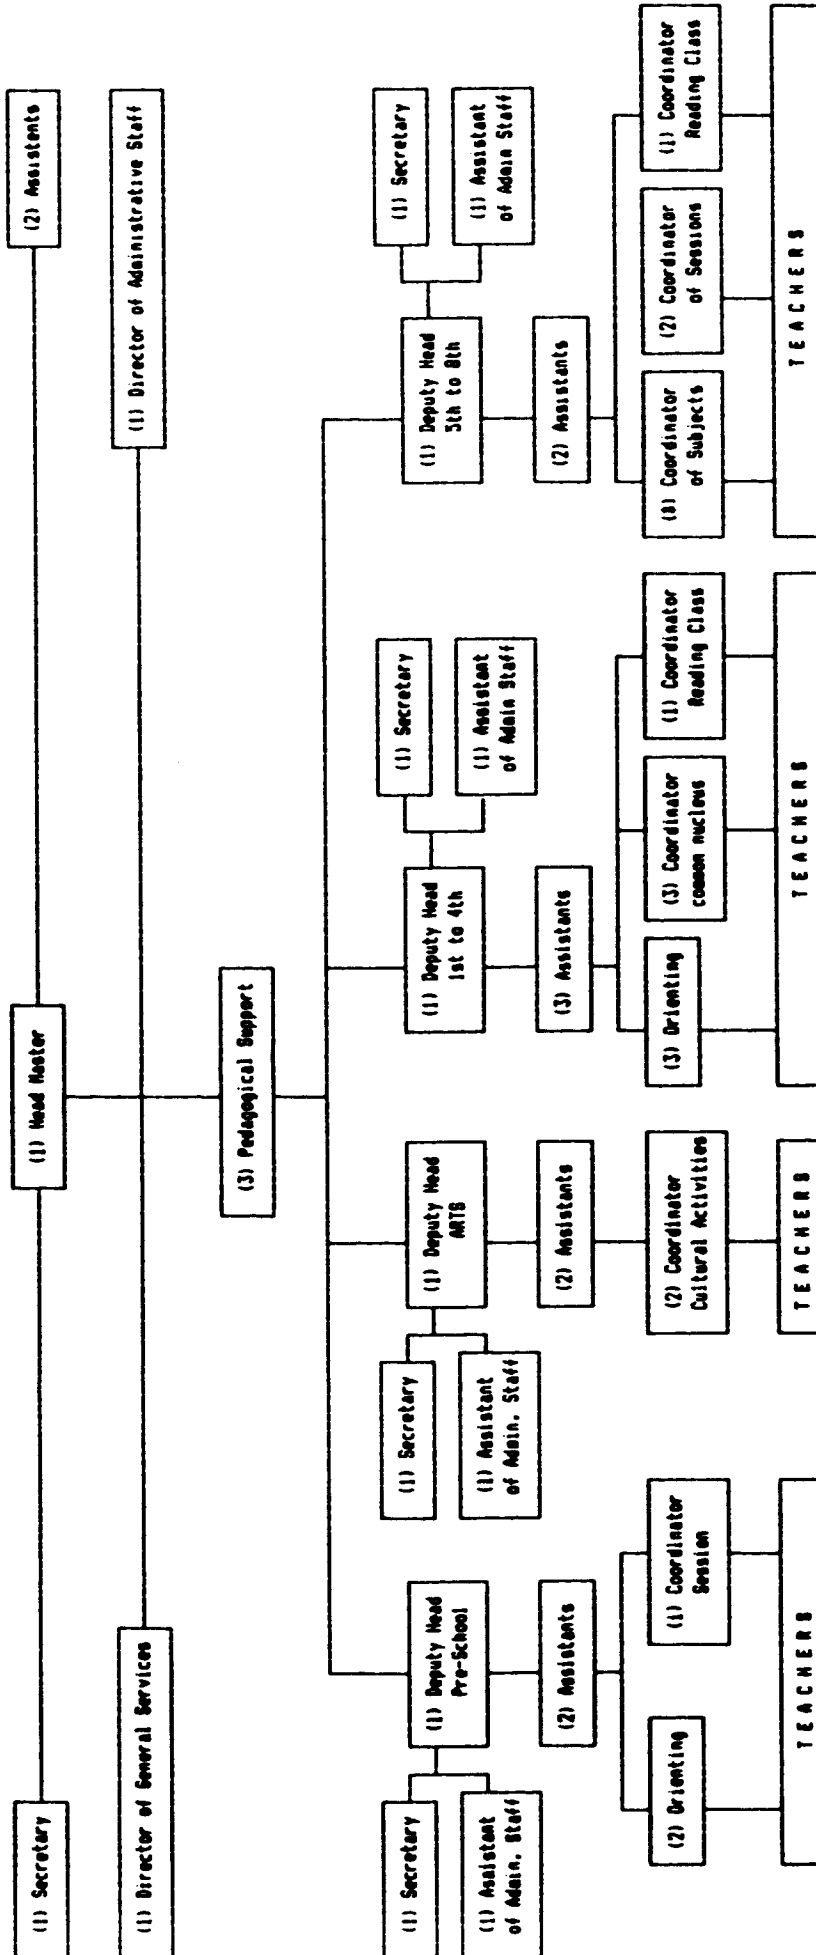 (1) Secretary
(1) Head Master
(2) Assistents
(1) Director of General Services
(1) Director of Administrative Staff
(3) Pedagogical Support
(1) Secretary
(1) Assistant
of Admin. Staff
(1) Deputy Head
Pre-School
(1) Secretary
(1) Assistant
of Admin. Staff
(1) Deputy Head
ARTS
(1) Deputy Head
1st to 4th
(1) Secretary
(1) Assistant
of Admin Staff
(1) Deputy Head
5th to 8th
(1) Secretary
(1) Assistant
of Admin Staff
(2) Assistants
(2) Assistants
(3) Assistants
(2) Assistants
(2) Orienting
(1) Coordinator
Session
(2) Coordinator
Cultural Activities
(3) Orienting
(3) Coordinator
common nucleus
(1) Coordinator
Reading Class
(8) Coordinator
of Subjects
(2) Coordinator
of Sessions
(1) Coordinator
Reading Class
TEACHERS
TEACHERS
TEACHERS
TEACHERS